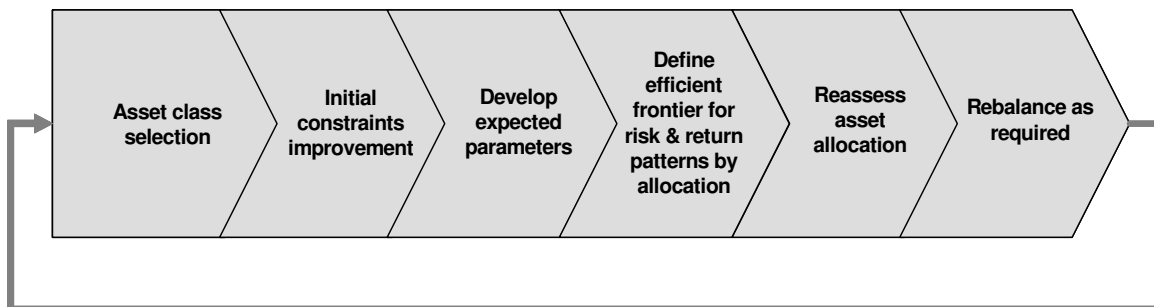 Asset class
selection
Initial
constraints
improvement
Develop
expected
parameters
Define
efficient
frontier for
risk & return
patterns by
allocation
Reassess
asset
allocation
Rebalance as
required